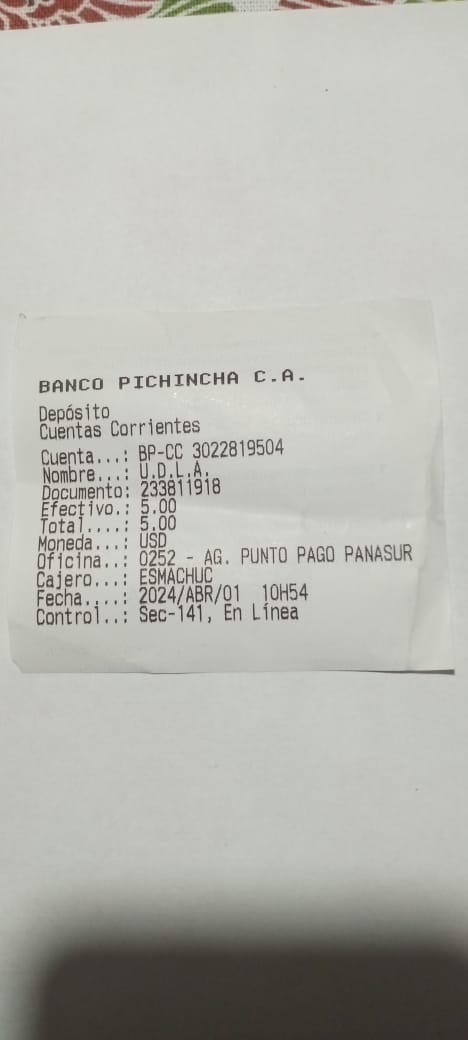 BANCO PICHINCHA C.A.
Depósito
Cuentas Corrientes
Cuenta...: BP-CC 3022819504
Nombre...: U.D.L.A.
Documento: 233811918
Efectivo.: 5.00
Total....: 5.00
Moneda...: USD
Oficina..: 0252 - AG. PUNTO PAGO PANASUR
Cajero...: ESMACHUC
Fecha....: 2024/ABR/01 10H54
Control..: Sec-141, En Línea